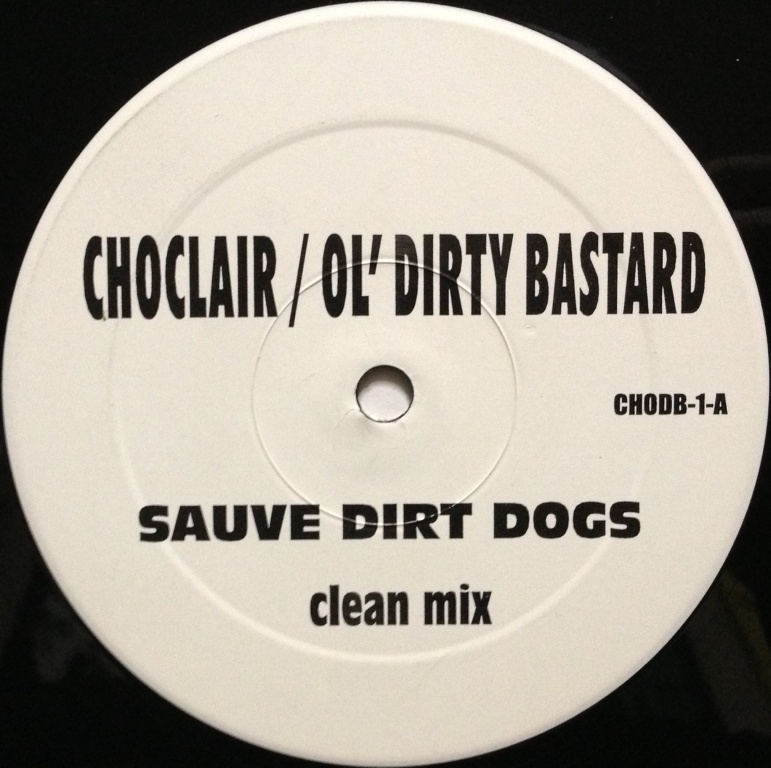 CHOCLAIR / OL' DIRTY BASTARD
CHODB-1-A
SAUVE DIRT DOGS
clean mix